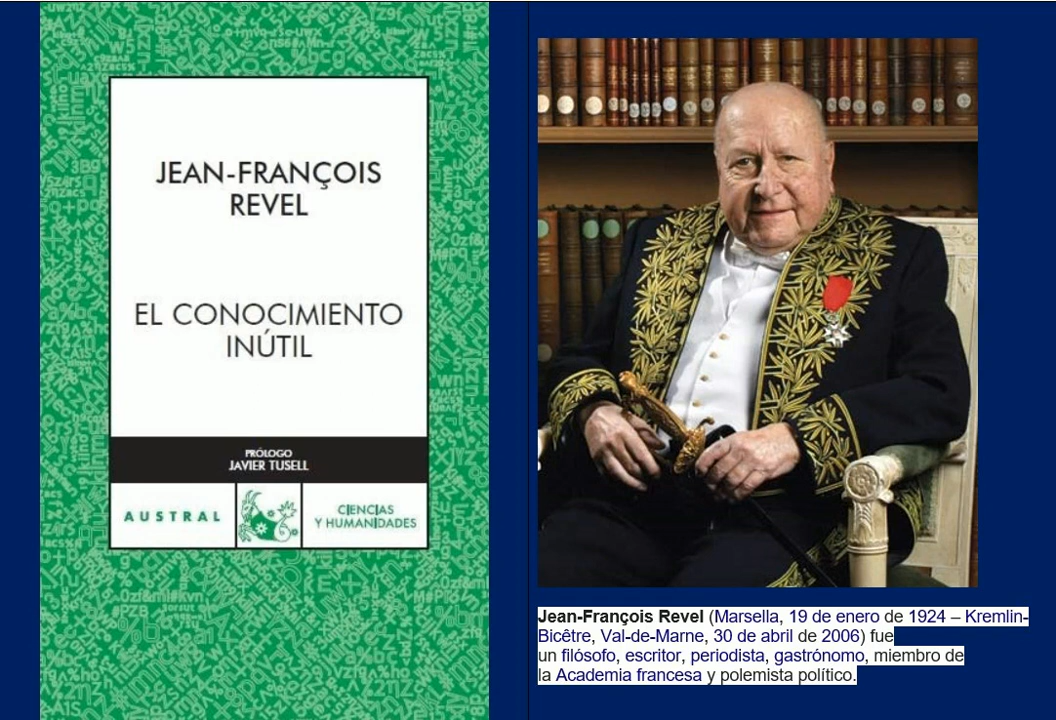 JEAN-FRANÇOIS
REVEL
EL CONOCIMIENTO
INÚTIL
PRÓLOGO
JAVIER TUSELL
AUSTRAL
CIENCIAS
Y HUMANIDADES
Jean-François Revel (Marsella, 19 de enero de 1924 – Kremlin-
Bicêtre, Val-de-Marne, 30 de abril de 2006) fue
un filósofo, escritor, periodista, gastrónomo, miembro de
la Academia francesa y polemista político.